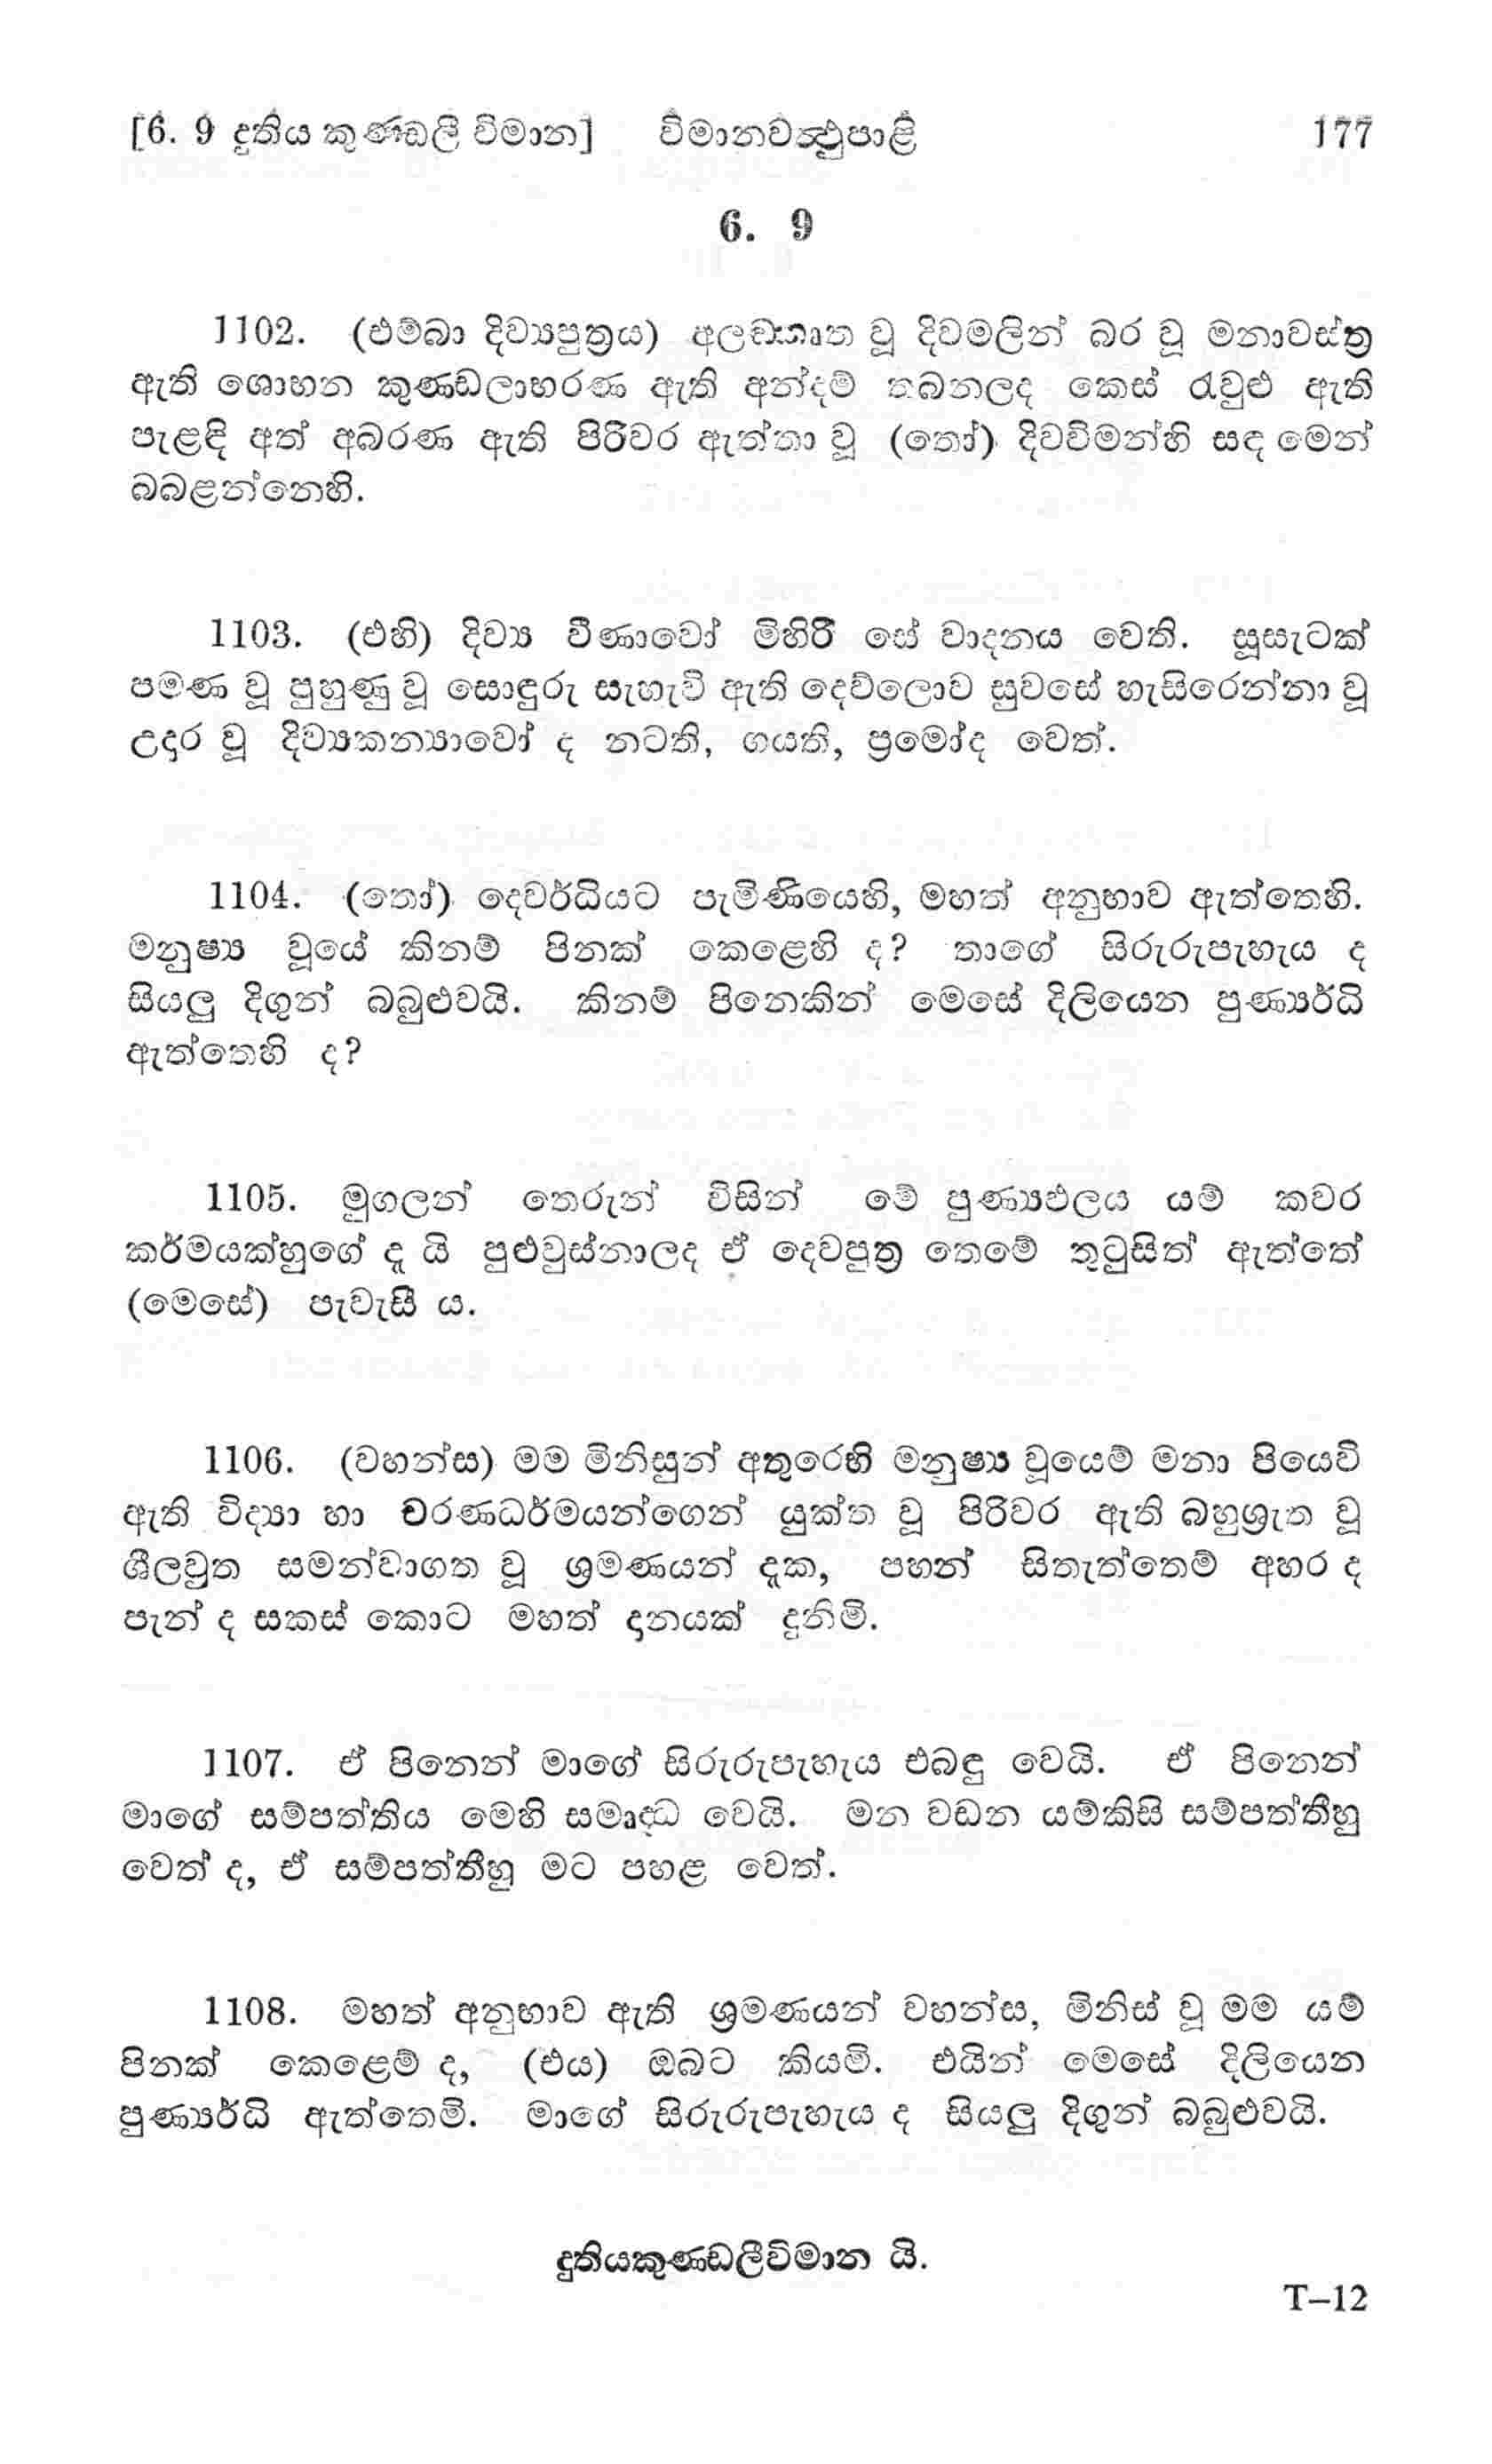 [6. 9 දුතිය කුණ්ඩලී විමාන] විමානවත්‍ථුපාළි 177
6. 9
1102. (එම්බා දිව්‍යපුත්‍රය) අලඞ්කෘත වූ දිවමලින් බර වූ මනාවස්ත්‍ර
ඇති ශොභන කුණ්ඩලාභරණ ඇති අන්දම් තබනලද කෙස් රැවුළු ඇති
පැළඳි අත් අබරණ ඇති පිරිවර ඇත්තා වූ (තෝ) දිවවිමන්හි සඳ මෙන්
බබළන්නෙහි.
1103. (එහි) දිව්‍ය වීණාවෝ මිහිරි සේ වාදනය වෙති. සූසැටක්
පමණ වූ පුහුණු වූ සොඳුරු සැහැවි ඇති දෙව්ලොව සුවසේ හැසිරෙන්නා වූ
උදාර වූ දිව්‍යකන්‍යාවෝ ද නටති, ගයති, ප්‍රමෝද වෙත්.
1104. (තෝ) දෙවර්ධියට පැමිණියෙහි, මහත් අනුභාව ඇත්තෙහි.
මනුෂ්‍ය වූයේ කිනම් පිනක් කෙළෙහි ද? තාගේ සිරුරුපැහැය ද
සියලු දිගුන් බබුළුවයි. කිනම් පිනෙකින් මෙසේ දිලියෙන පුණ්‍යර්ධි
ඇත්තෙහි ද?
1105. මුගලන් තෙරුන් විසින් මේ පුණ්‍යඵලය යම් කවර
කර්මයක්හුගේ දැ යි පුළුවුස්නාලද ඒ දෙවපුත්‍ර තෙමේ තුටුසිත් ඇත්තේ
(මෙසේ) පැවැසී ය.
1106. (වහන්ස) මම මිනිසුන් අතුරෙහි මනුෂ්‍ය වූයෙම් මනා පියෙවි
ඇති විද්‍යා හා චරණධර්මයන්ගෙන් යුක්ත වූ පිරිවර ඇති බහුශ්‍රැත වූ
ශීලවුත සමන්වාගත වූ ශ්‍රමණයන් දැක, පහන් සිතැත්තෙම් අහර ද
පැන් ද සකස් කොට මහත් දානයක් දුනිමි.
1107. ඒ පිනෙන් මාගේ සිරුරුපැහැය එබඳු වෙයි. ඒ පිනෙන්
මාගේ සම්පත්තිය මෙහි සමෘද්ධ වෙයි. මන වඩන යම්කිසි සම්පත්තීහු
වෙත් ද, ඒ සම්පත්තීහු මට පහළ වෙත්.
1108. මහත් අනුභාව ඇති ශ්‍රමණයන් වහන්ස, මිනිස් වූ මම යම්
පිනක් කෙළෙම් ද, (එය) ඔබට කියමි. එයින් මෙසේ දිලියෙන
පුණ්‍යර්ධි ඇත්තෙමි. මාගේ සිරුරුපැහැය ද සියලු දිගුන් බබුළුවයි.
දුතියකුණ්ඩලීවිමාන යි.
T–12